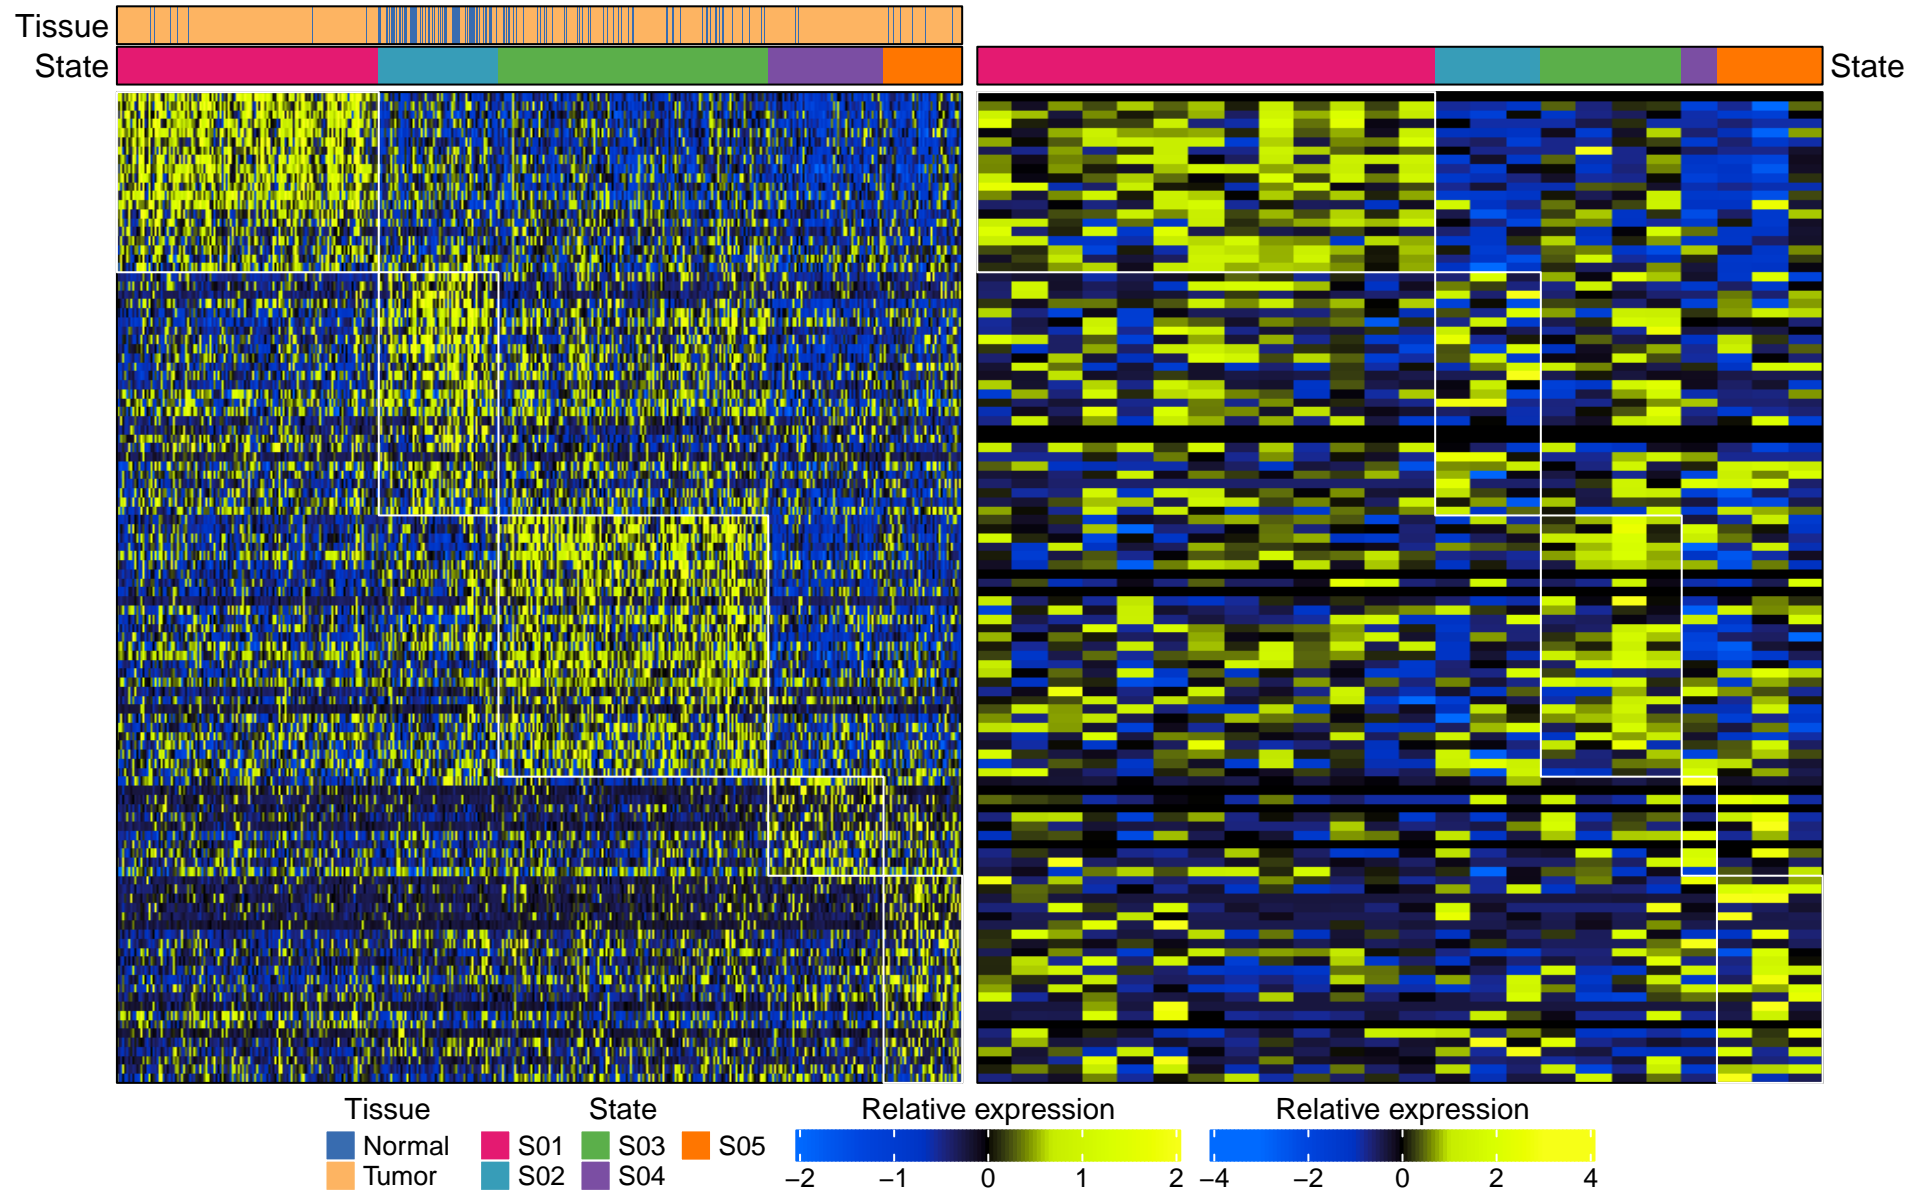 Tissue
State
State
Tissue State Relative expression Relative expression
Normal S01 S03 S05
Tumor S02 S04
−2 −1 0 1 2 −4 −2 0 2 4